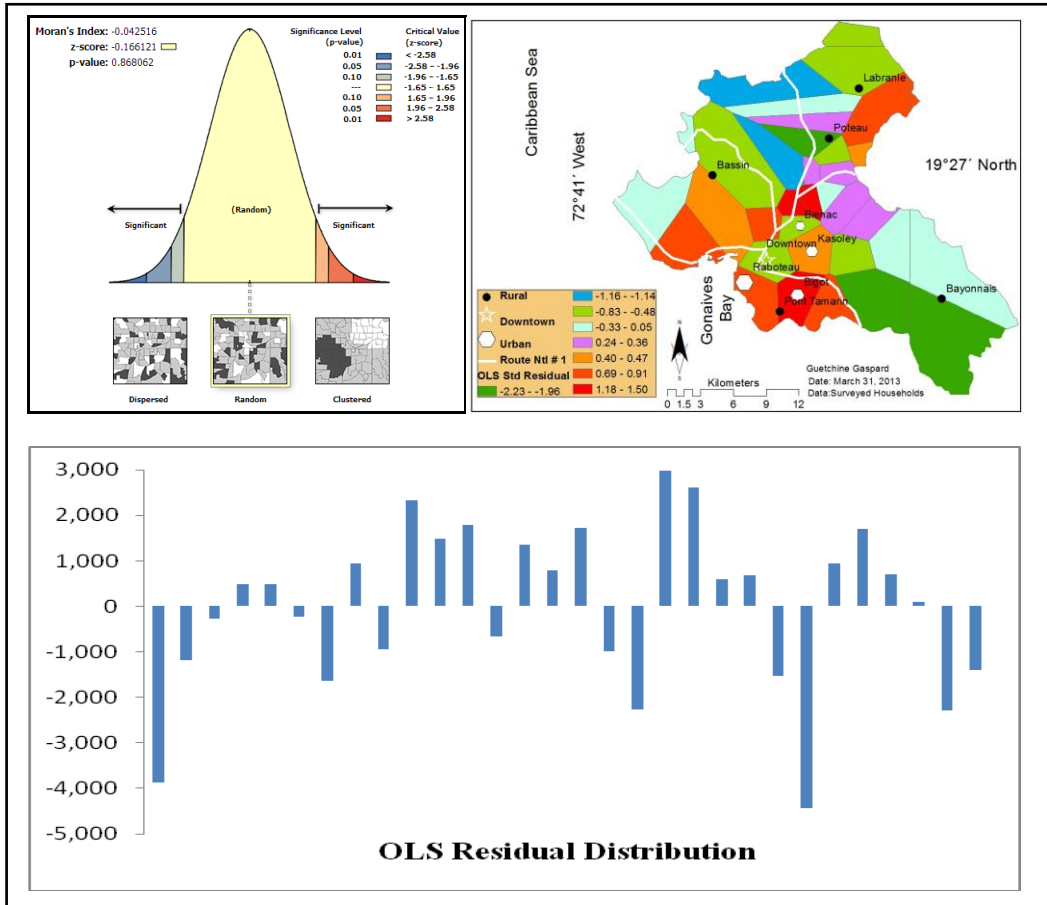 Moran's Index: -0.042516
z-score: -0.166121
p-value: 0.868062
Significance Level
(p-value)
Critical Value
(z-score)
0.01 < -2.58
0.05 -2.58 – -1.96
0.10 -1.96 – -1.65
--- -1.65 – 1.65
0.10 1.65 – 1.96
0.05 1.96 – 2.58
0.01 > 2.58
(Random)
Significant
Significant
Dispersed
Random
Clustered
Caribbean Sea
72°41´ West
19°27´ North
Labranle
Poteau
Bassin
Bienac
Downtown
Kasoley
Raboteau
Bigot
Pont Tamann
Bayonnais
Gonaives
Bay
Rural
Downtown
Urban
Route Ntl # 1
OLS Std Residual
-2.23 - -1.96
-1.16 - -1.14
-0.83 - -0.48
-0.33 - 0.05
0.24 - 0.36
0.40 - 0.47
0.69 - 0.91
1.18 - 1.50
N
Kilometers
0 1.5 3 6 9 12
Guetchine Gaspard
Date: March 31, 2013
Data:Surveyed Households
3,000
2,000
1,000
0
-1,000
-2,000
-3,000
-4,000
-5,000
OLS Residual Distribution